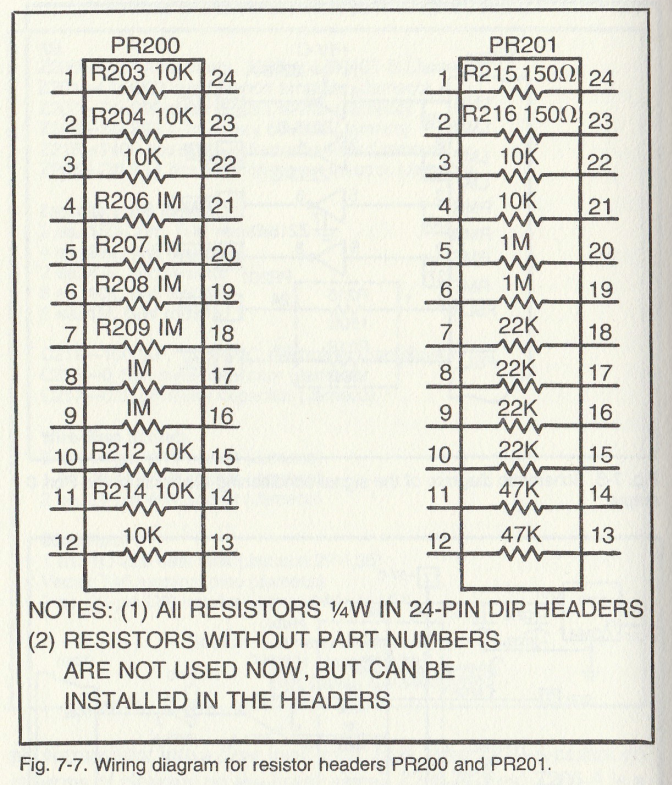 PR200 PR201
1 R203 10K 24 1 R215 150Ω 24
2 R204 10K 23 2 R216 150Ω 23
3 10K 22 3 10K 22
4 R206 IM 21 4 10K 21
5 R207 IM 20 5 1M 20
6 R208 IM 19 6 1M 19
7 R209 IM 18 7 22K 18
8 IM 17 8 22K 17
9 IM 16 9 22K 16
10 R212 10K 15 10 22K 15
11 R214 10K 14 11 47K 14
12 10K 13 12 47K 13
NOTES: (1) All RESISTORS ¼W IN 24-PIN DIP HEADERS
(2) RESISTORS WITHOUT PART NUMBERS
ARE NOT USED NOW, BUT CAN BE
INSTALLED IN THE HEADERS
Fig. 7-7. Wiring diagram for resistor headers PR200 and PR201.